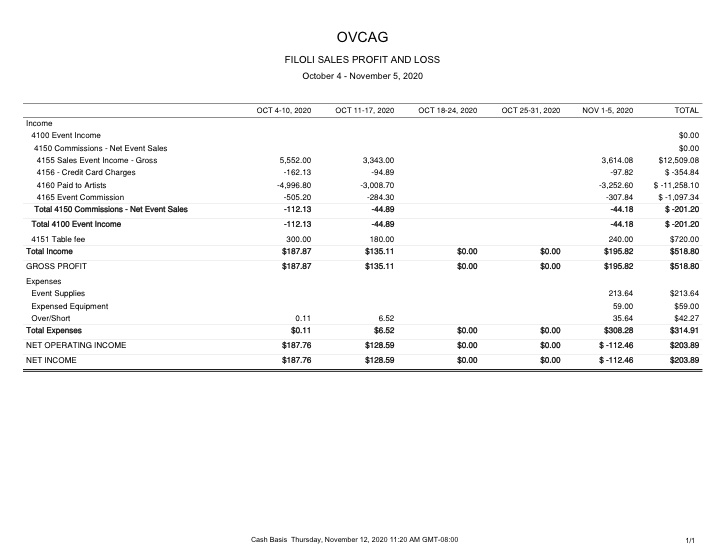 OVCAG
FILOLI SALES PROFIT AND LOSS
October 4 - November 5, 2020
OCT 4-10, 2020 OCT 11-17, 2020 OCT 18-24, 2020 OCT 25-31, 2020 NOV 1-5, 2020 TOTAL
Income
4100 Event Income $0.00
4150 Commissions - Net Event Sales $0.00
4155 Sales Event Income - Gross 5,552.00 3,343.00 3,614.08 $12,509.08
4156 - Credit Card Charges -162.13 -94.89 -97.82 $ -354.84
4160 Paid to Artists -4,996.80 -3,008.70 -3,252.60 $ -11,258.10
4165 Event Commission -505.20 -284.30 -307.84 $ -1,097.34
Total 4150 Commissions - Net Event Sales -112.13 -44.89 -44.18 $ -201.20
Total 4100 Event Income -112.13 -44.89 -44.18 $ -201.20
4151 Table fee 300.00 180.00 240.00 $720.00
Total Income $187.87 $135.11 $0.00 $0.00 $195.82 $518.80
GROSS PROFIT $187.87 $135.11 $0.00 $0.00 $195.82 $518.80
Expenses
Event Supplies 213.64 $213.64
Expensed Equipment 59.00 $59.00
Over/Short 0.11 6.52 35.64 $42.27
Total Expenses $0.11 $6.52 $0.00 $0.00 $308.28 $314.91
NET OPERATING INCOME $187.76 $128.59 $0.00 $0.00 $ -112.46 $203.89
NET INCOME $187.76 $128.59 $0.00 $0.00 $ -112.46 $203.89
Cash Basis Thursday, November 12, 2020 11:20 AM GMT-08:00 1/1